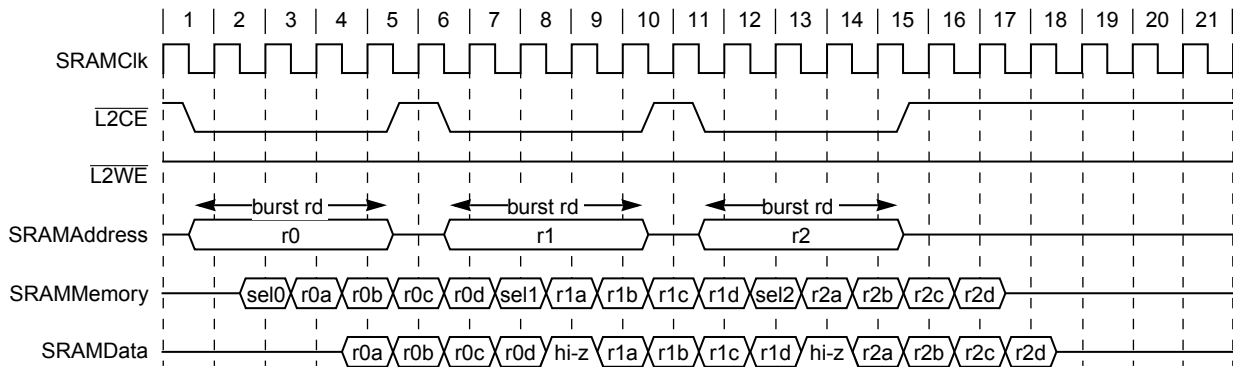 1 2 3 4 5 6 7 8 9 10 11 12 13 14 15 16 17 18 19 20 21
SRAMClk
L2CE
L2WE
burst rd burst rd burst rd
SRAMAddress r0 r1 r2
SRAMMemory sel0 r0a r0b r0c r0d sel1 r1a r1b r1c r1d sel2 r2a r2b r2c r2d
SRAMData r0a r0b r0c r0d hi-z r1a r1b r1c r1d hi-z r2a r2b r2c r2d